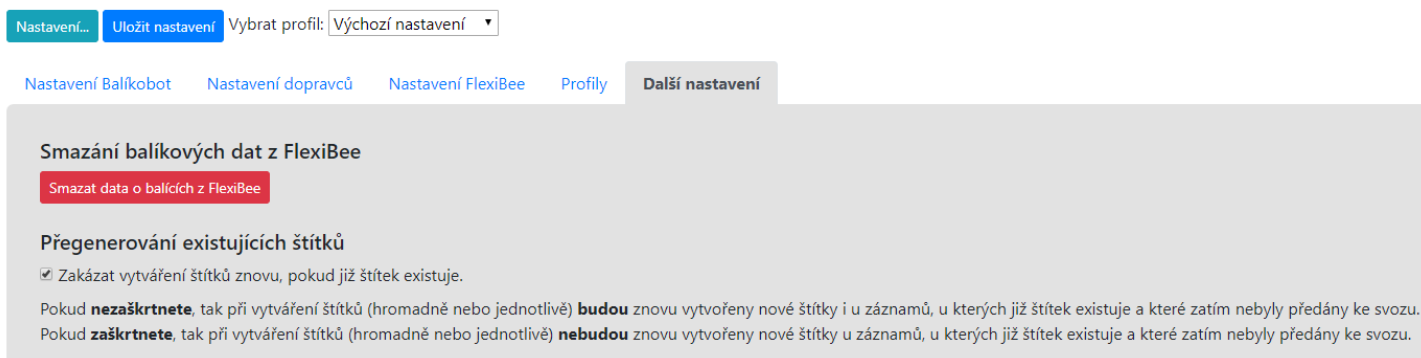 Nastavení... Uložit nastavení Vybrat profil: Výchozí nastavení
Nastavení Balíkobot Nastavení dopravců Nastavení FlexiBee Profily Další nastavení
Smazání balíkových dat z FlexiBee
Smazat data o balících z FlexiBee
Přegenerování existujících štítků
Zakázat vytváření štítků znovu, pokud již štítek existuje.
Pokud nezaškrtnete, tak při vytváření štítků (hromadně nebo jednotlivě) budou znovu vytvořeny nové štítky i u záznamů, u kterých již štítek existuje a které zatím nebyly předány ke svozu.
Pokud zaškrtnete, tak při vytváření štítků (hromadně nebo jednotlivě) nebudou znovu vytvořeny nové štítky u záznamů, u kterých již štítek existuje a které zatím nebyly předány ke svozu.